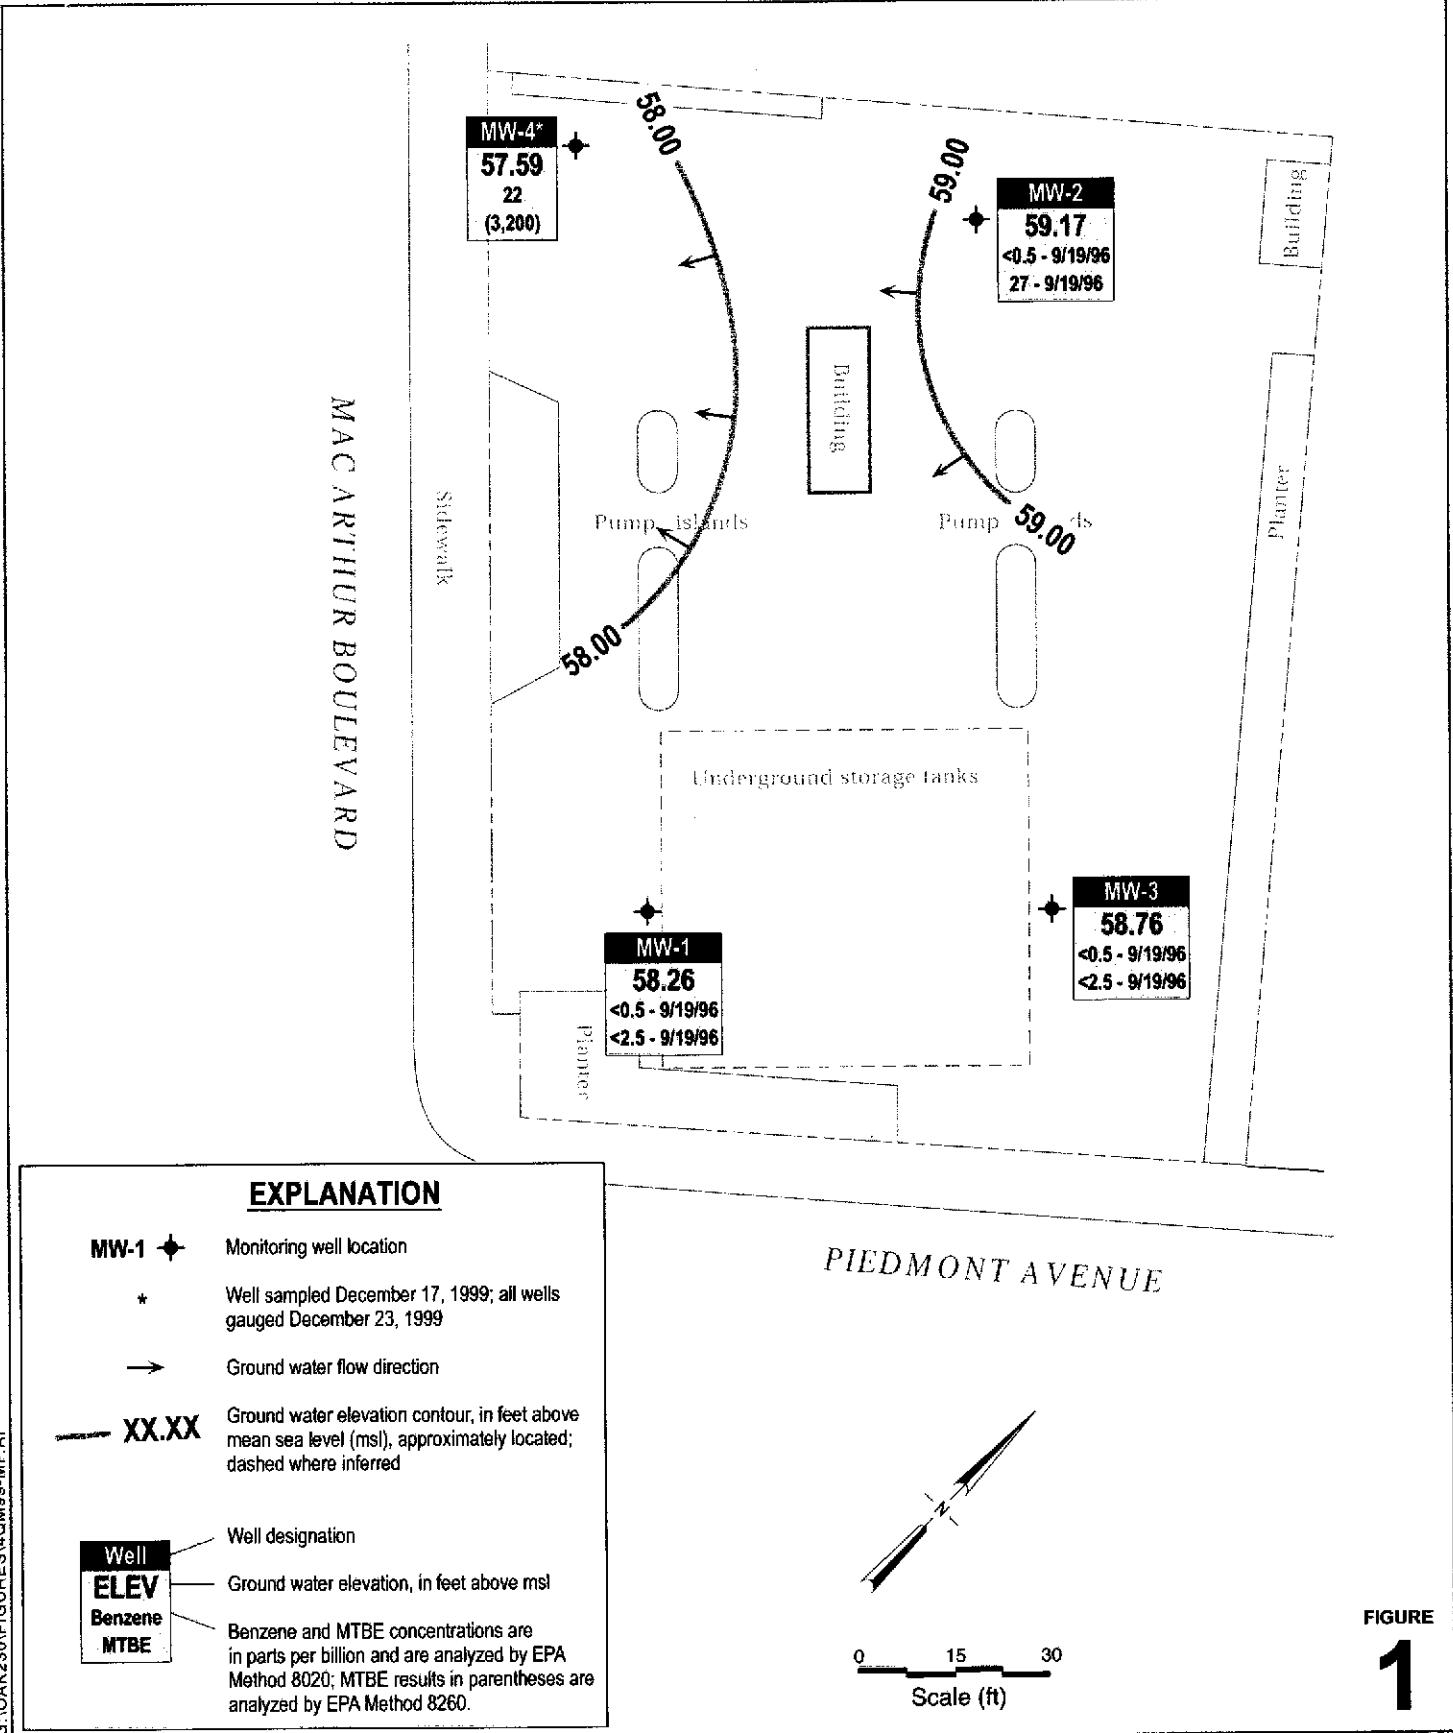 58.00
MW-4*
57.59
22
(3,200)
59.00
MW-2
59.17
<0.5 - 9/19/96
27 - 9/19/96
Building
Building
MAC ARTHUR BOULEVARD
Sidewalk
Planter
Pump islands
Pump
59.00
58.00
Underground storage tanks
MW-1
58.26
<0.5 - 9/19/96
<2.5 - 9/19/96
MW-3
58.76
<0.5 - 9/19/96
<2.5 - 9/19/96
Planter
PIEDMONT AVENUE
EXPLANATION
MW-1 Monitoring well location
* Well sampled December 17, 1999; all wells
gauged December 23, 1999
Ground water flow direction
XX.XX Ground water elevation contour, in feet above
mean sea level (msl), approximately located;
dashed where inferred
Well Well designation
ELEV Ground water elevation, in feet above msl
Benzene
MTBE
Benzene and MTBE concentrations are
in parts per billion and are analyzed by EPA
Method 8020; MTBE results in parentheses are
analyzed by EPA Method 8260.
N
0 15 30
Scale (ft)
FIGURE
1